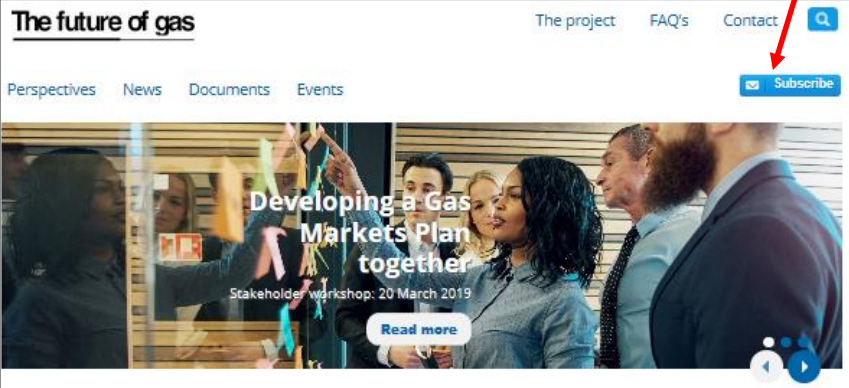 The future of gas
The project FAQ's Contact
Perspectives News Documents Events
Subscribe
Developing a Gas
Markets Plan
together
Stakeholder workshop: 20 March 2019
Read more